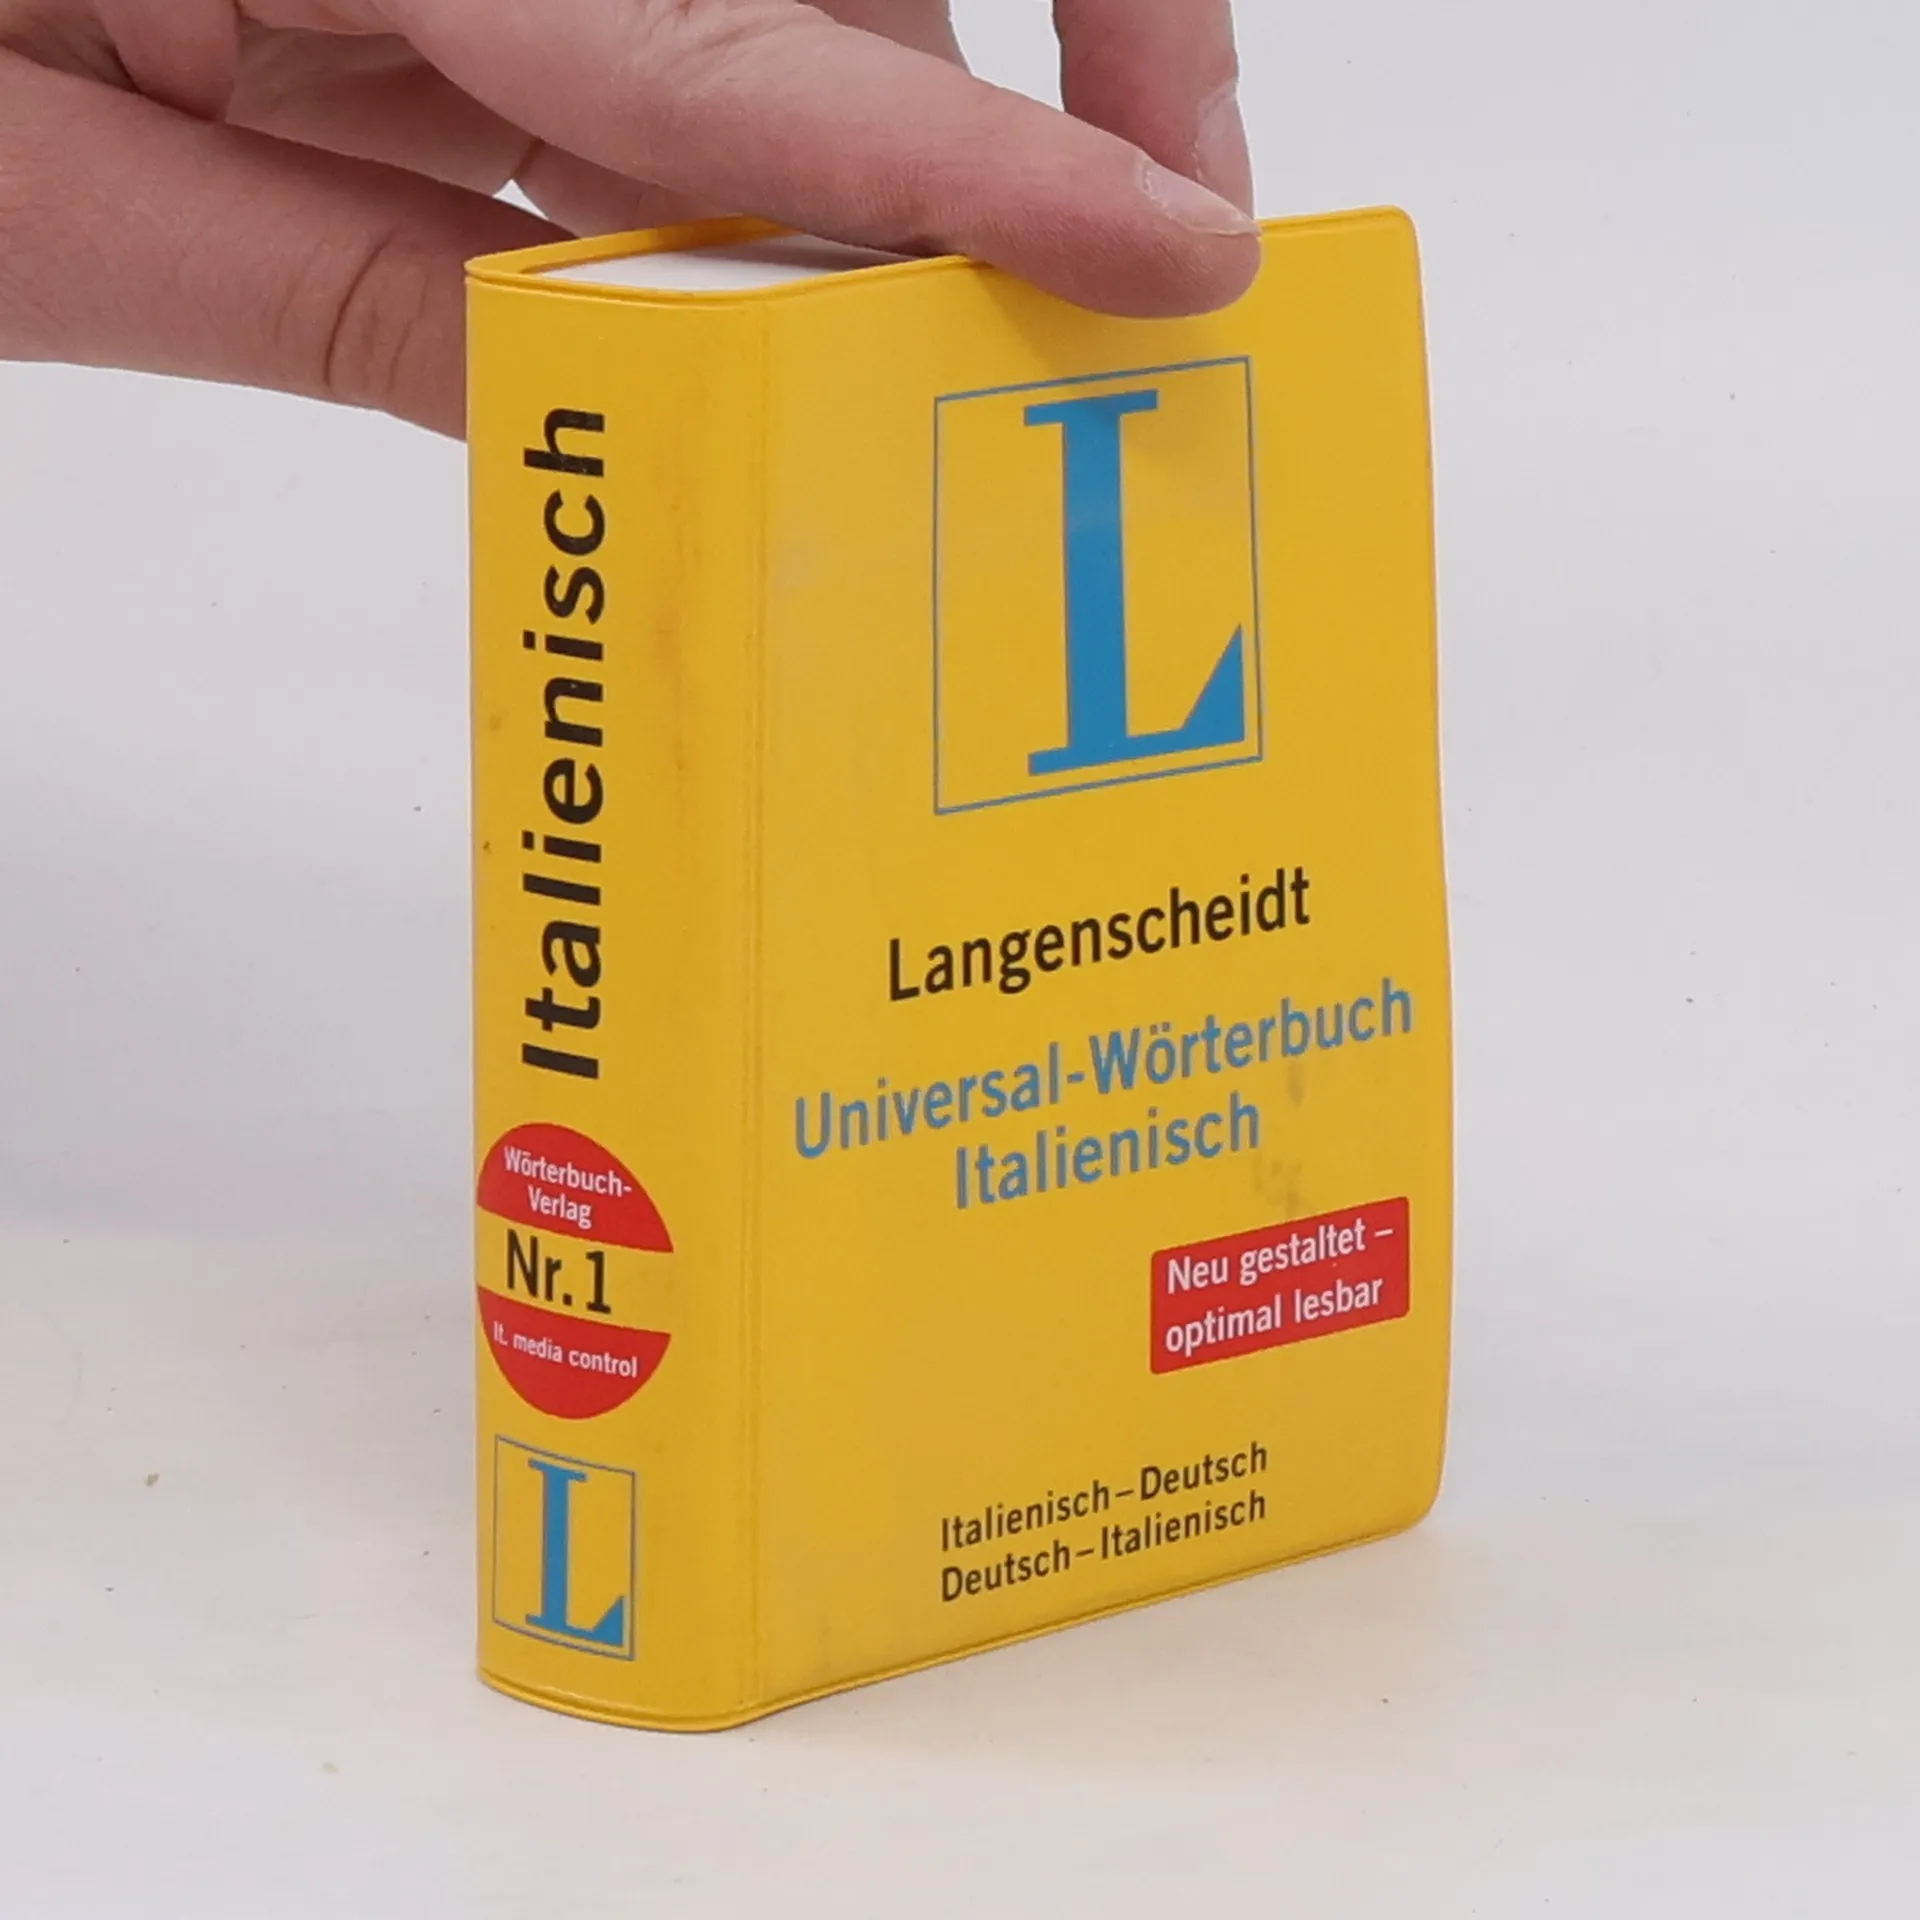 Italienisch
Wörterbuch-
Verlag
Nr.1
lt. media control
L
L
Langenscheidt
Universal-Wörterbuch
Italienisch
Neu gestaltet –
optimal lesbar
Italienisch–Deutsch
Deutsch–Italienisch